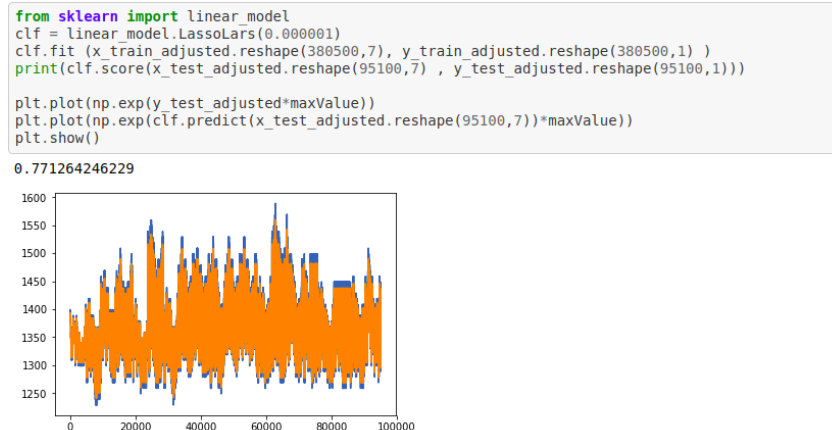 from sklearn import linear_model
clf = linear_model.LassoLars(0.000001)
clf.fit (x_train_adjusted.reshape(380500,7), y_train_adjusted.reshape(380500,1) )
print(clf.score(x_test_adjusted.reshape(95100,7) , y_test_adjusted.reshape(95100,1)))
plt.plot(np.exp(y_test_adjusted*maxValue))
plt.plot(np.exp(clf.predict(x_test_adjusted.reshape(95100,7))*maxValue))
plt.show()
0.771264246229
1600
1550
1500
1450
1400
1350
1300
1250
0 20000 40000 60000 80000 100000